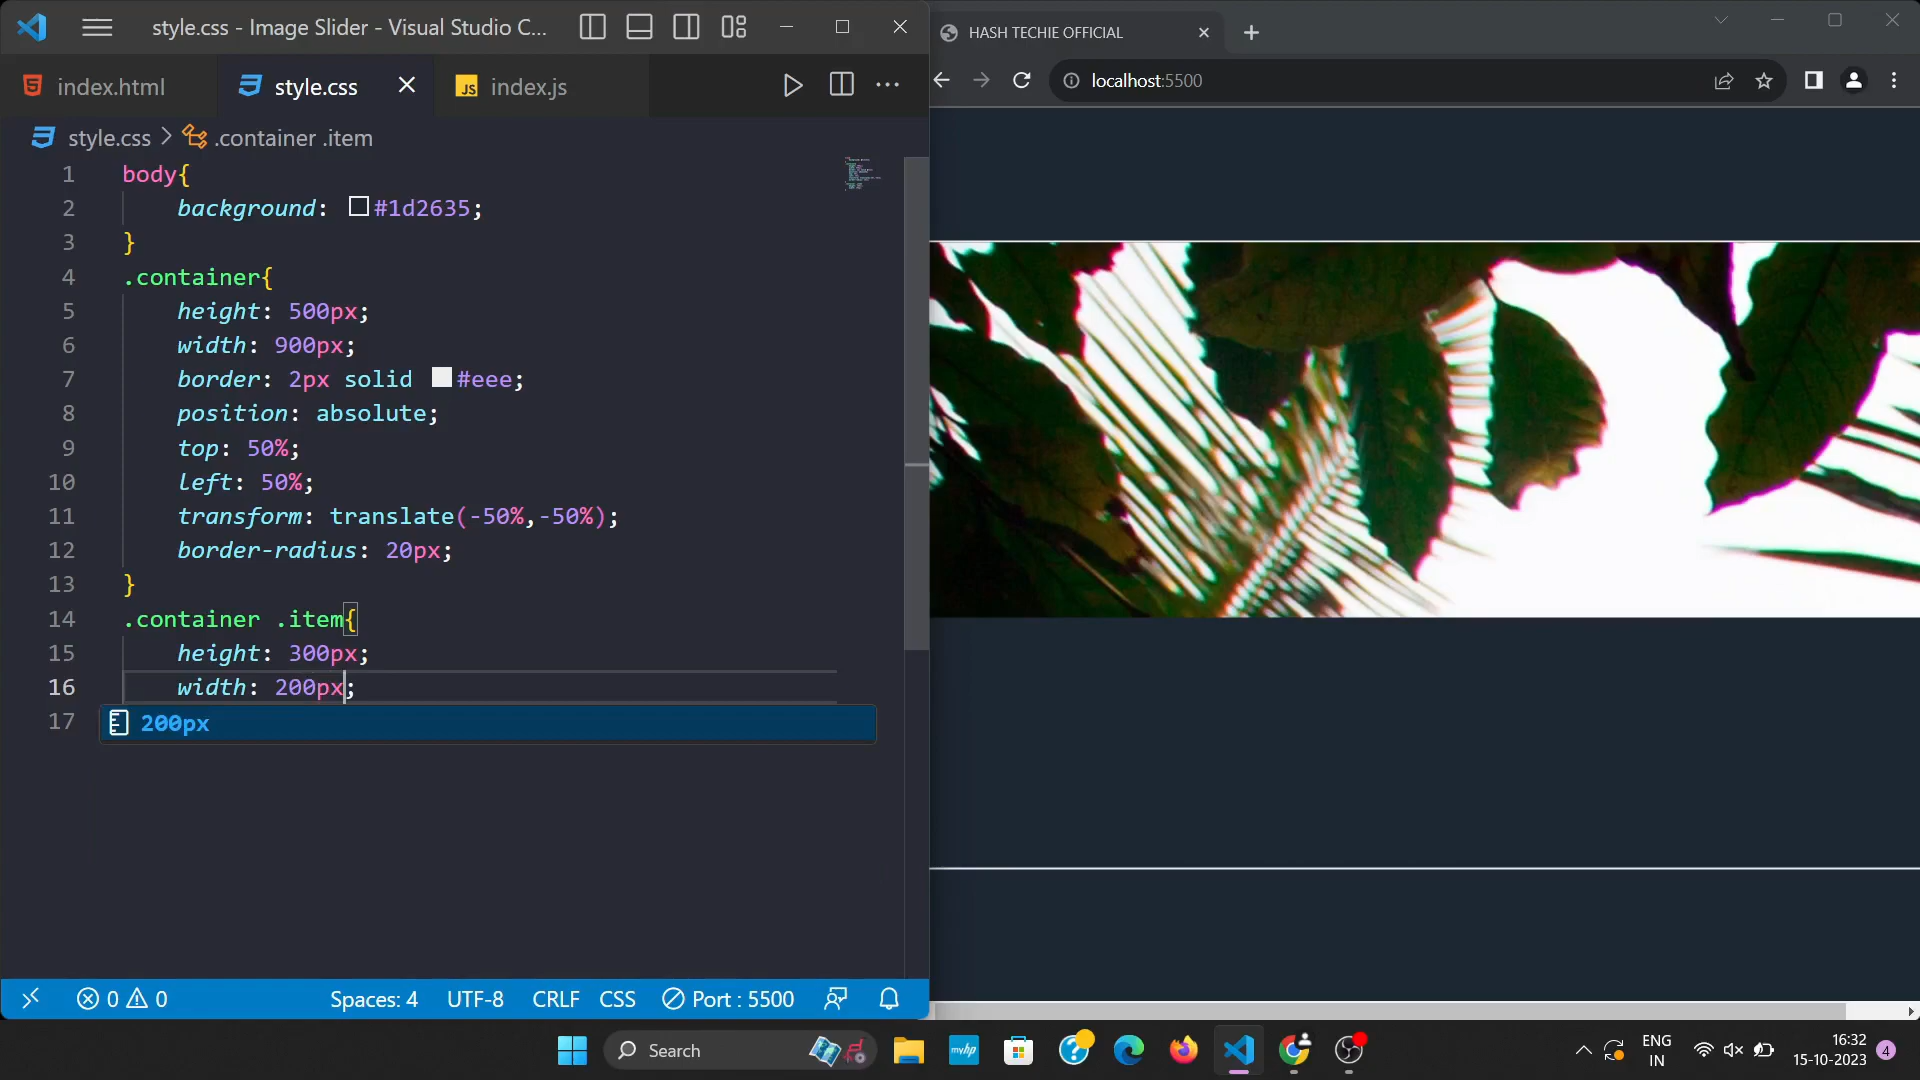 style.css - Image Slider - Visual Studio C...
index.html
style.css
JS index.js
style.css > .container .item
1 body{
2 background: #1d2635;
3 }
4 .container{
5 height: 500px;
6 width: 900px;
7 border: 2px solid #eee;
8 position: absolute;
9 top: 50%;
10 left: 50%;
11 transform: translate(-50%,-50%);
12 border-radius: 20px;
13 }
14 .container .item{
15 height: 300px;
16 width: 200px;
17
200px
0 0
Spaces: 4
UTF-8
CRLF
CSS
Port : 5500
HASH TECHIE OFFICIAL
localhost:5500
Search
myhp
ENG
IN
16:32
15-10-2023
4